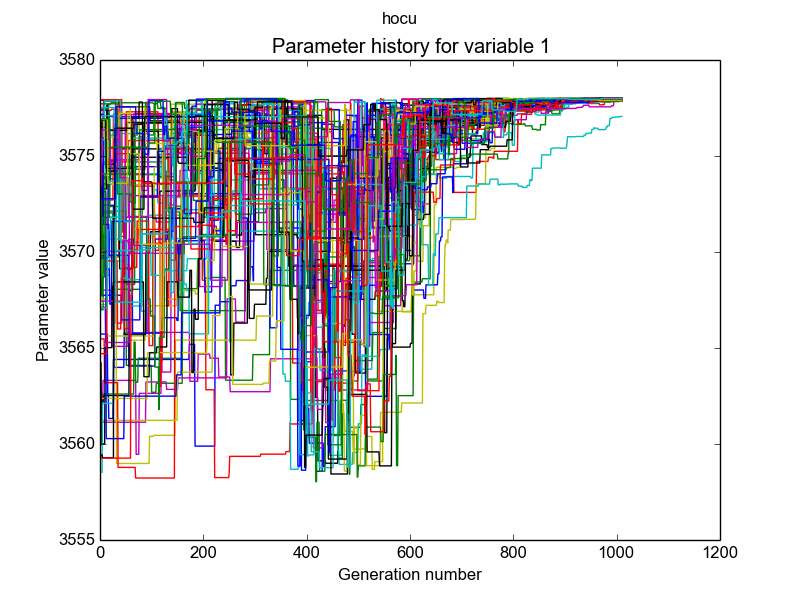 hocu
Parameter history for variable 1
3580
3575
3570
3565
3560
3555
Parameter value
0 200 400 600 800 1000 1200
Generation number